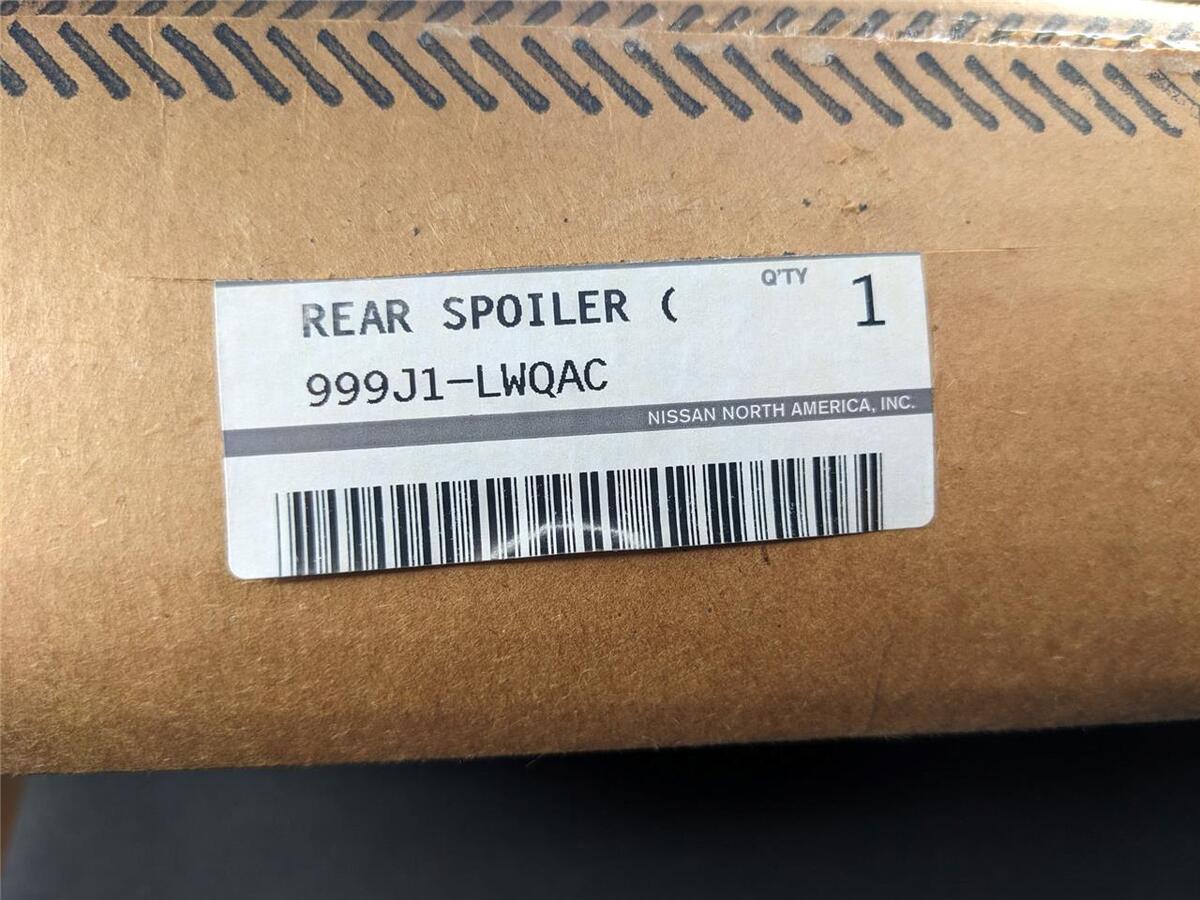 REAR SPOILER (
Q'TY 1
999J1-LWQAC
NISSAN NORTH AMERICA, INC.